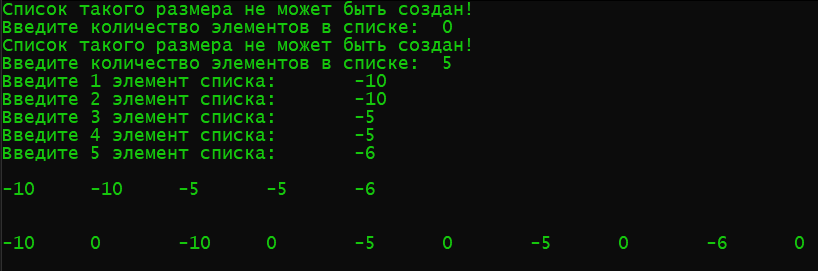 Список такого размера не может быть создан!
Введите количество элементов в списке:  0
Список такого размера не может быть создан!
Введите количество элементов в списке:  5
Введите 1 элемент списка:       -10
Введите 2 элемент списка:       -10
Введите 3 элемент списка:       -5
Введите 4 элемент списка:       -5
Введите 5 элемент списка:       -6
-10     -10     -5      -5      -6
-10     0       -10     0       -5      0       -5      0       -6      0